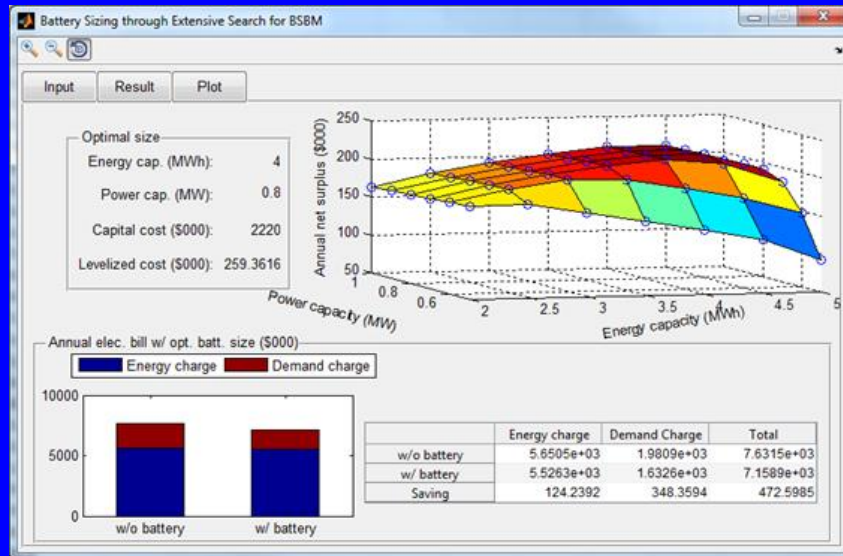 Battery Sizing through Extensive Search for BSBM
Input Result Plot
Optimal size
Energy cap. (MWh): 4
Power cap. (MW): 0.8
Capital cost ($000): 2220
Levelized cost ($000): 259.3616
Annual net surplus ($000)
250
200
150
100
50
1
0.8
0.6
Power capacity (MW)
2 2.5 3 3.5 4 4.5 5
Energy capacity (MWh)
Annual elec. bill w/ opt. batt. size ($000)
Energy charge Demand charge
10000
5000
0
w/o battery w/ battery
Energy charge Demand Charge Total
w/o battery 5.6505e+03 1.9809e+03 7.6315e+03
w/ battery 5.5263e+03 1.6326e+03 7.1589e+03
Saving 124.2392 348.3594 472.5985